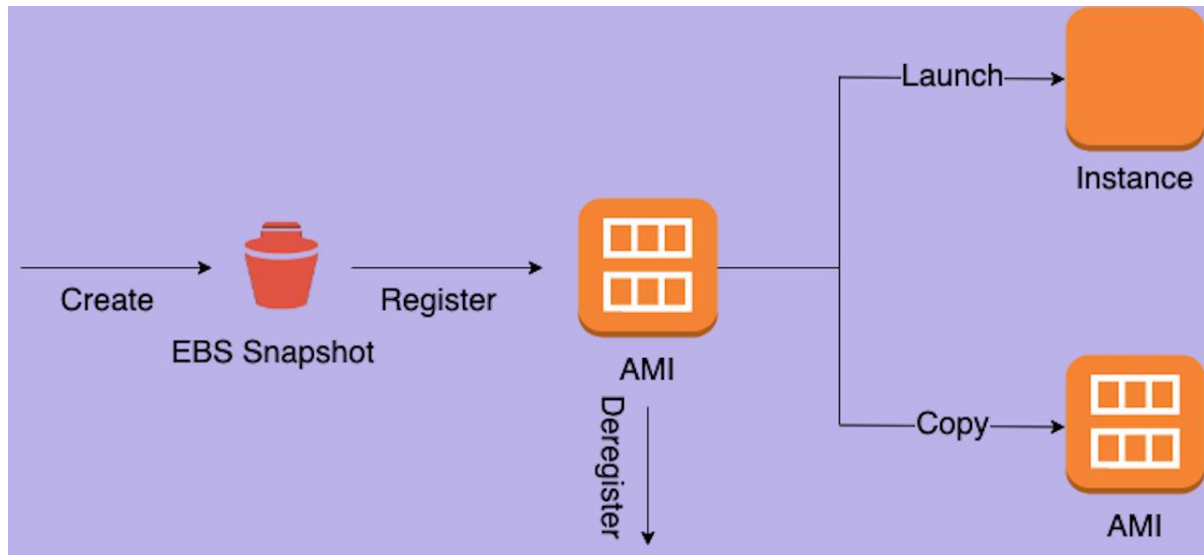 Launch
Instance
Create
EBS Snapshot
Register
AMI
Deregister
Copy
AMI